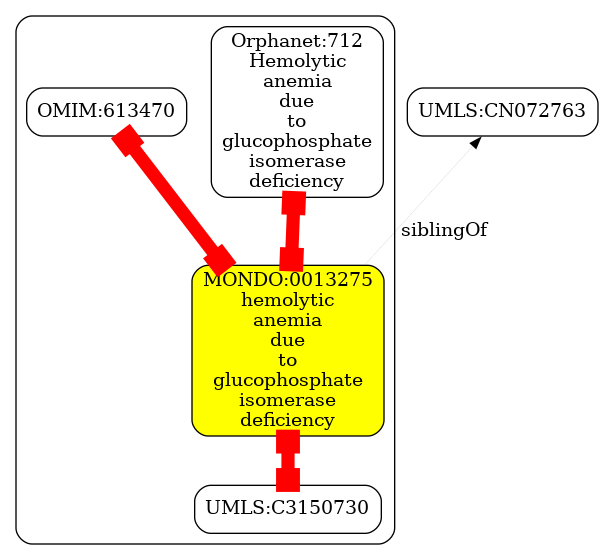 Orphanet:712
Hemolytic
anemia
due
to
glucophosphate
isomerase
deficiency
OMIM:613470
UMLS:CN072763
siblingOf
MONDO:0013275
hemolytic
anemia
due
to
glucophosphate
isomerase
deficiency
UMLS:C3150730